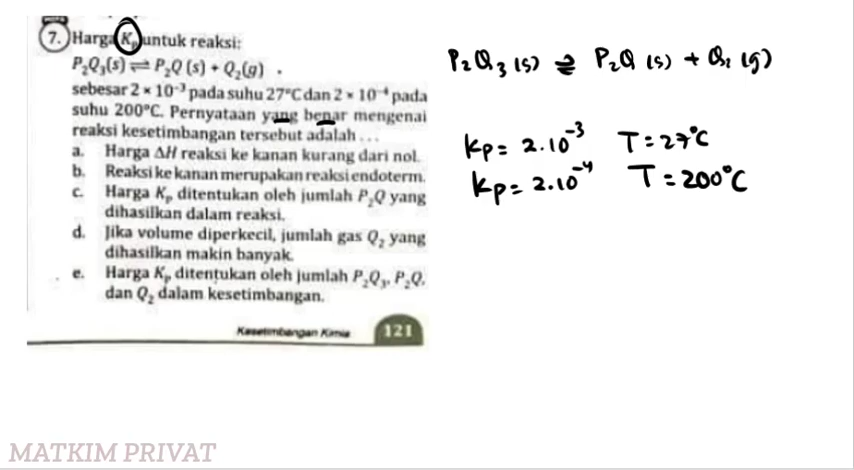 7. Harga Kp untuk reaksi:
P₂Q₃(s) ⇌ P₂Q (s) + Q₂(g) .
sebesar 2 × 10⁻³ pada suhu 27°C dan 2 × 10⁻⁴ pada
suhu 200°C. Pernyataan yang benar mengenai
reaksi kesetimbangan tersebut adalah . . .
a. Harga ΔH reaksi ke kanan kurang dari nol.
b. Reaksi ke kanan merupakan reaksi endoterm.
c. Harga Kp ditentukan oleh jumlah P₂Q yang
dihasilkan dalam reaksi.
d. Jika volume diperkecil, jumlah gas Q₂ yang
dihasilkan makin banyak.
e. Harga Kp ditentukan oleh jumlah P₂Q₃, P₂Q,
dan Q₂ dalam kesetimbangan.
Kesetimbangan Kimia 121
P₂Q₃ (s) ⇌ P₂Q (s) + Q₂ (g)
Kp = 2.10⁻³ T = 27°C
Kp = 2.10⁻⁴ T = 200°C
MATKIM PRIVAT